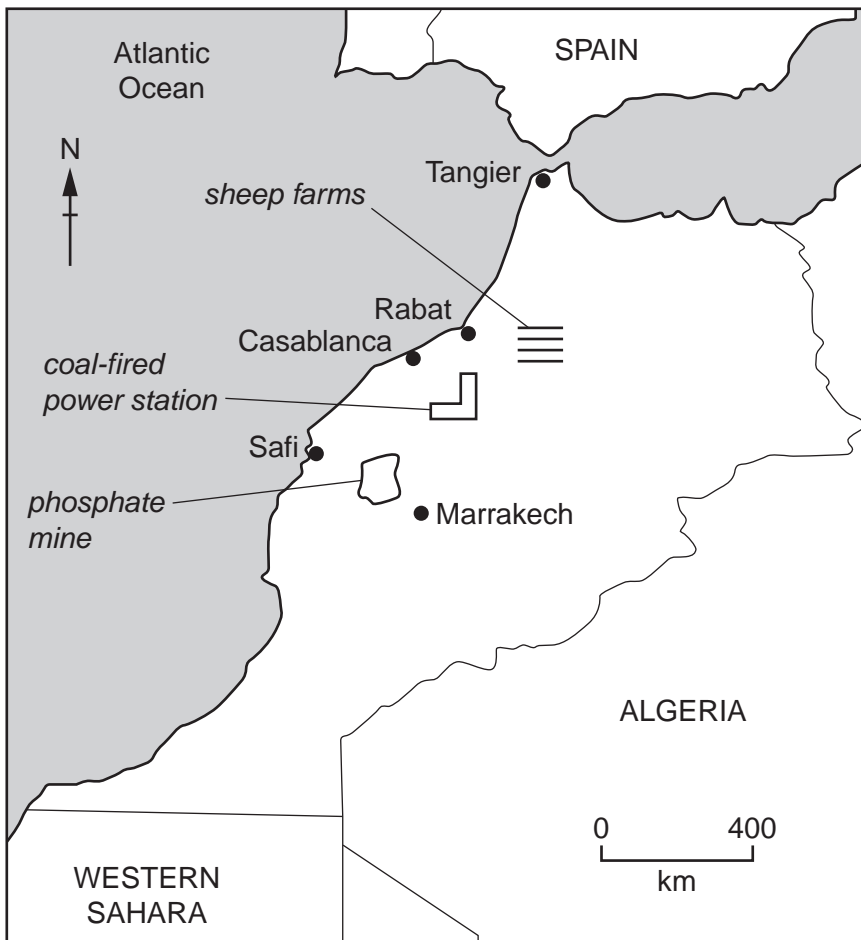 Atlantic
Ocean
SPAIN
N
Tangier
sheep farms
Rabat
Casablanca
coal-fired
power station
Safi
phosphate
mine
Marrakech
ALGERIA
0 400
km
WESTERN
SAHARA